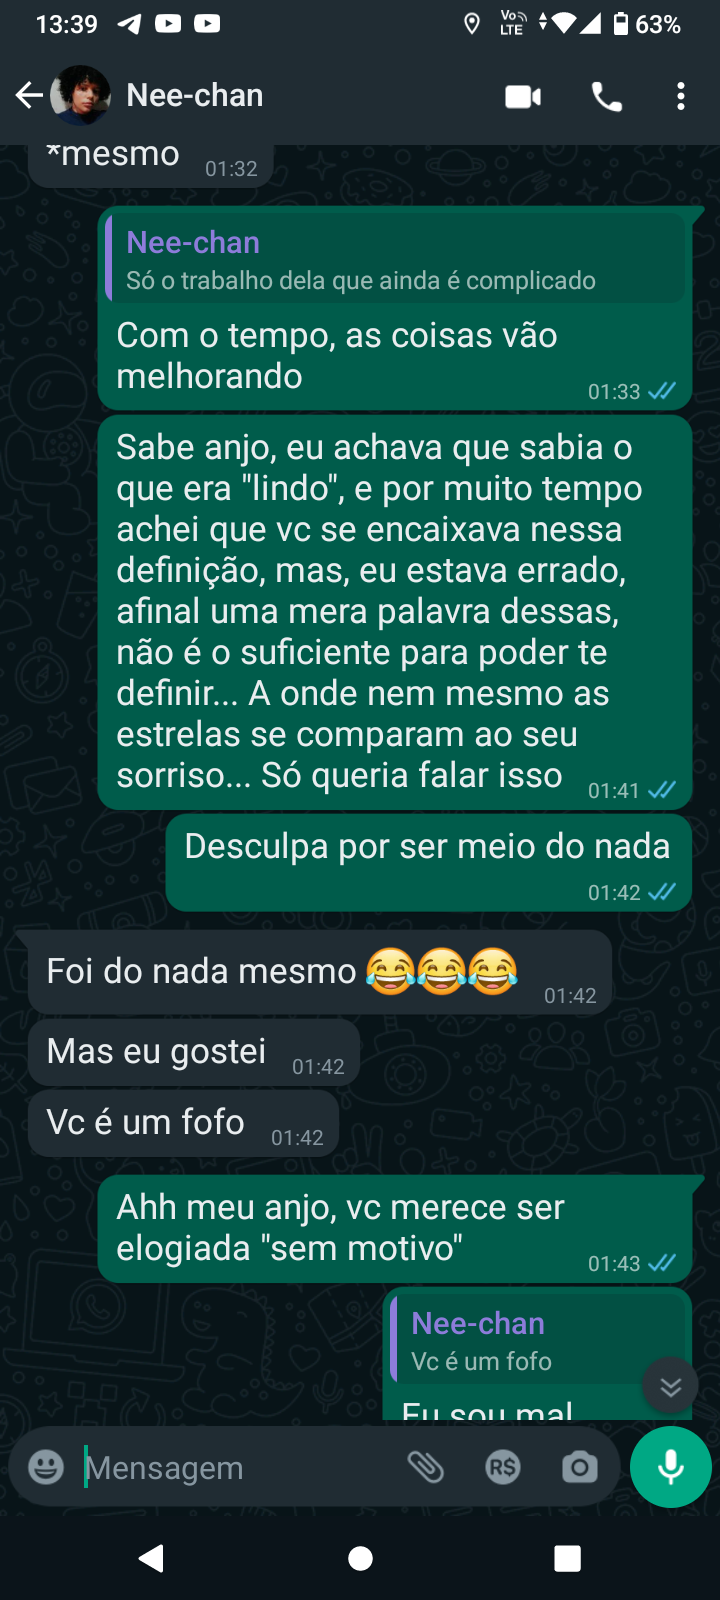 13:39
Vo
LTE
63%
Nee-chan
*mesmo 01:32
Nee-chan
Só o trabalho dela que ainda é complicado
Com o tempo, as coisas vão
melhorando
01:33
Sabe anjo, eu achava que sabia o
que era "lindo", e por muito tempo
achei que vc se encaixava nessa
definição, mas, eu estava errado,
afinal uma mera palavra dessas,
não é o suficiente para poder te
definir... A onde nem mesmo as
estrelas se comparam ao seu
sorriso... Só queria falar isso
01:41
Desculpa por ser meio do nada
01:42
Foi do nada mesmo 😂😂😂
01:42
Mas eu gostei 01:42
Vc é um fofo 01:42
Ahh meu anjo, vc merece ser
elogiada "sem motivo"
01:43
Nee-chan
Vc é um fofo
Eu sou mal
Mensagem
R$